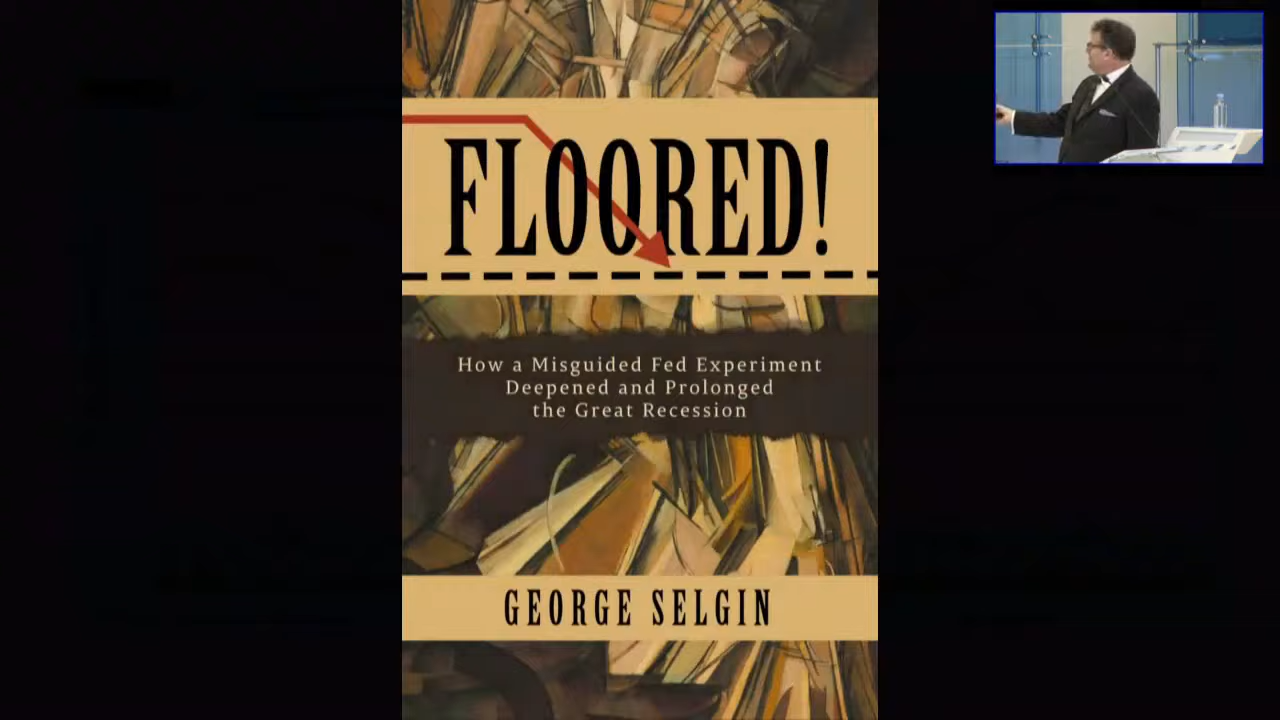 FLOORED!
How a Misguided Fed Experiment
Deepened and Prolonged
the Great Recession
GEORGE SELGIN